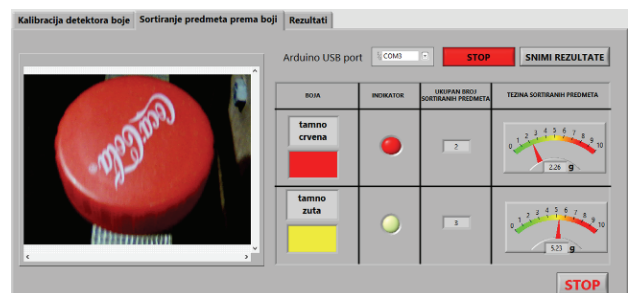 Kalibracija detektora boje
Sortiranje predmeta prema boji
Rezultati
Arduino USB port
COM3
STOP
SNIMI REZULTATE
Coca-Cola
BOJA
INDIKATOR
UKUPAN BROJ
SORTIRANIH PREDMETA
TEZINA SORTIRANIH PREDMETA
tamno
crvena
2
0 1 2 3 4 5 6 7 8 9 10
2.26 g
tamno
zuta
0 1 2 3 4 5 6 7 8 9 10
5.23 g
STOP